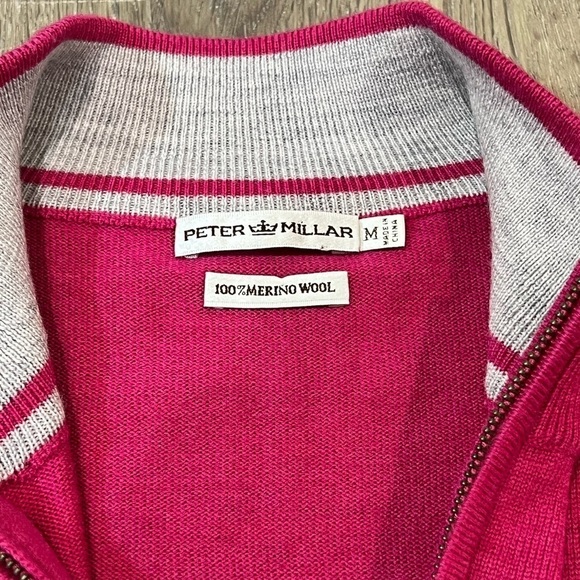 PETER MILLAR M MADE IN CHINA
100% MERINO WOOL